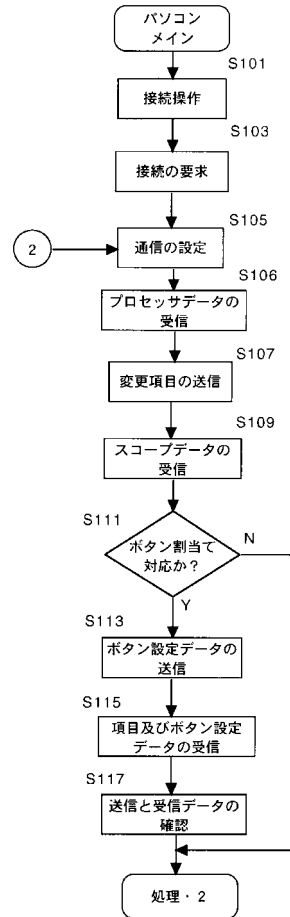 パソコン
メイン
S101
接続操作
S103
接続の要求
S105
2
通信の設定
S106
プロセッサデータの
受信
S107
変更項目の送信
S109
スコープデータの
受信
S111
ボタン割当て
対応か？
N
Y
S113
ボタン設定データの
送信
S115
項目及びボタン設定
データの受信
S117
送信と受信データの
確認
処理・2